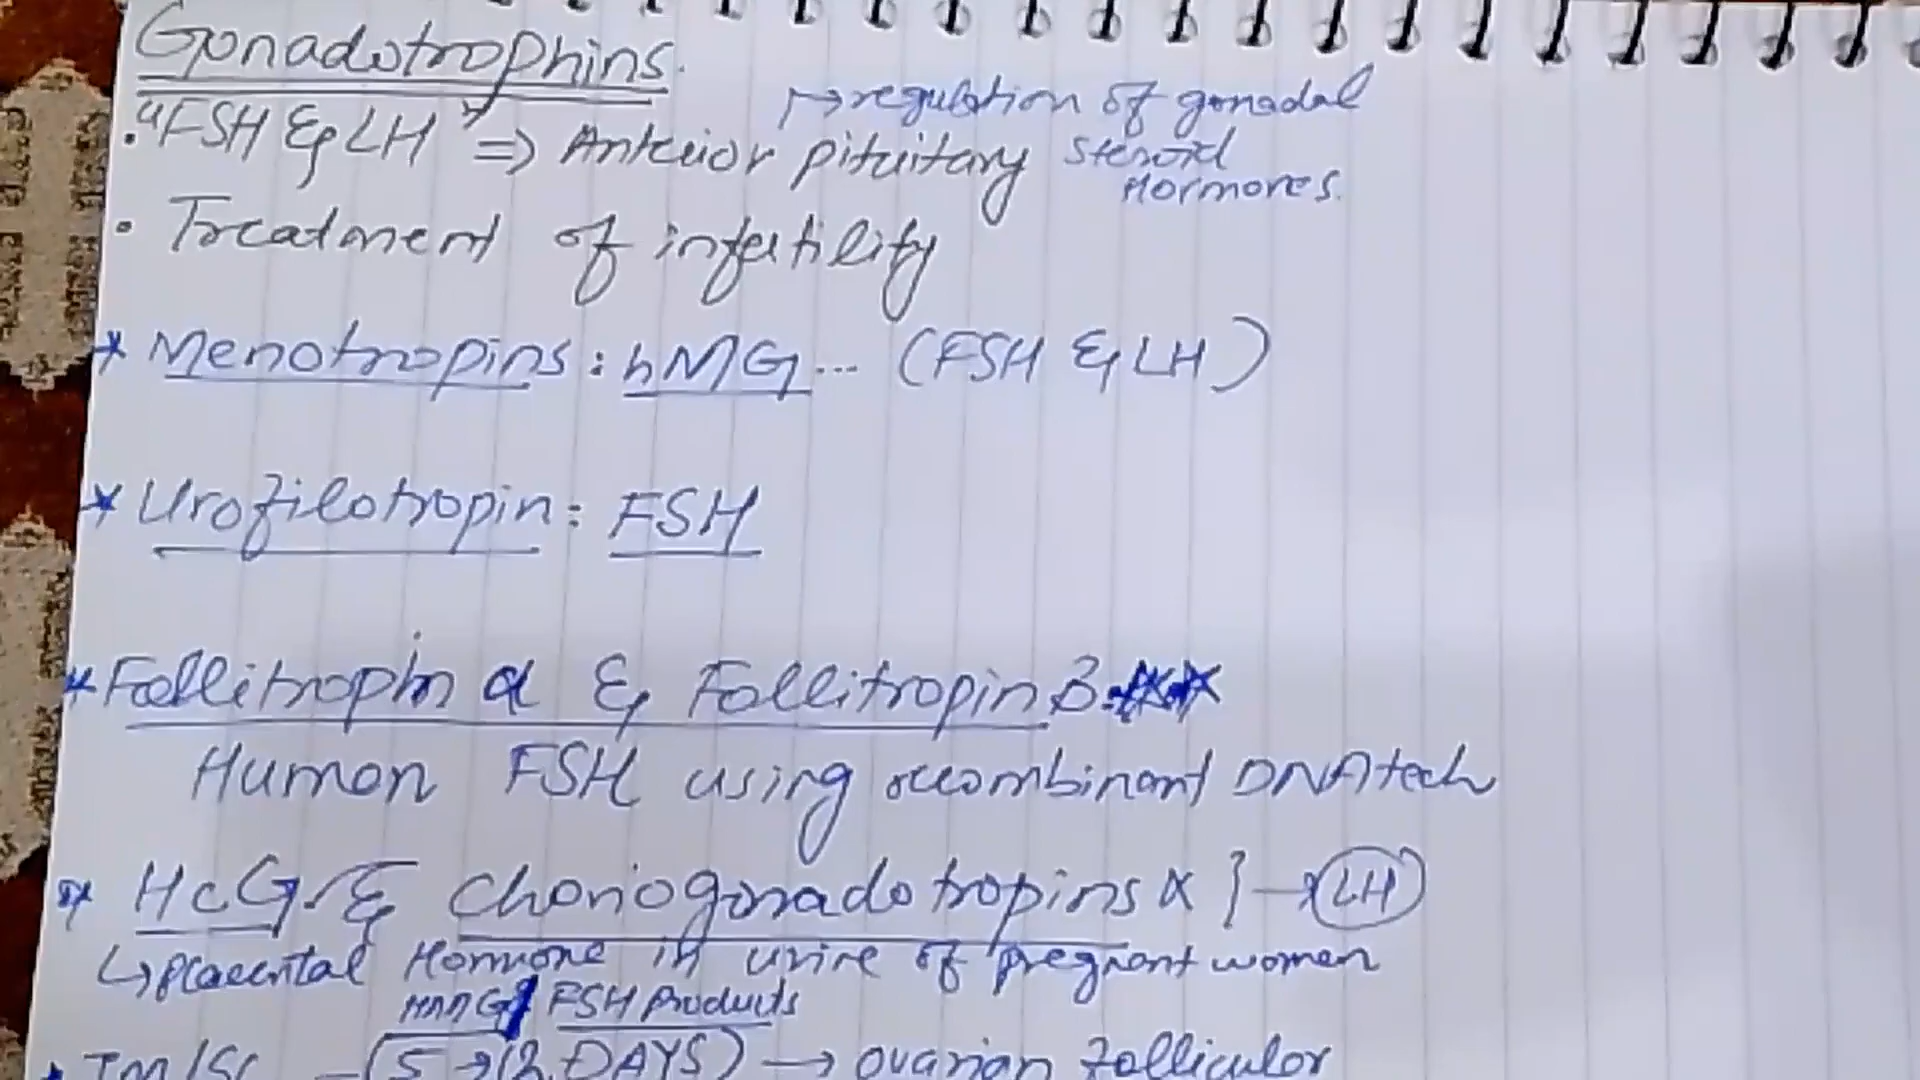 Gonadotrophins.
↳→ regulation of gonadal
• "FSH & LH" => Anterior pituitary steroid
Hormones.
• Treatment of infertility
* Menotropins : hMG... (FSH & LH)
* Urofilotropin : FSH
* Follitropin α & Follitropin β.
Human FSH using recombinant DNA tech
* HcG & Choriogonadotropins α } → LH
↳ placental Hormone in urine of pregnant women
HMG / FSH Products
• IM/SC – (5 → 12 DAYS) → ovarian follicular